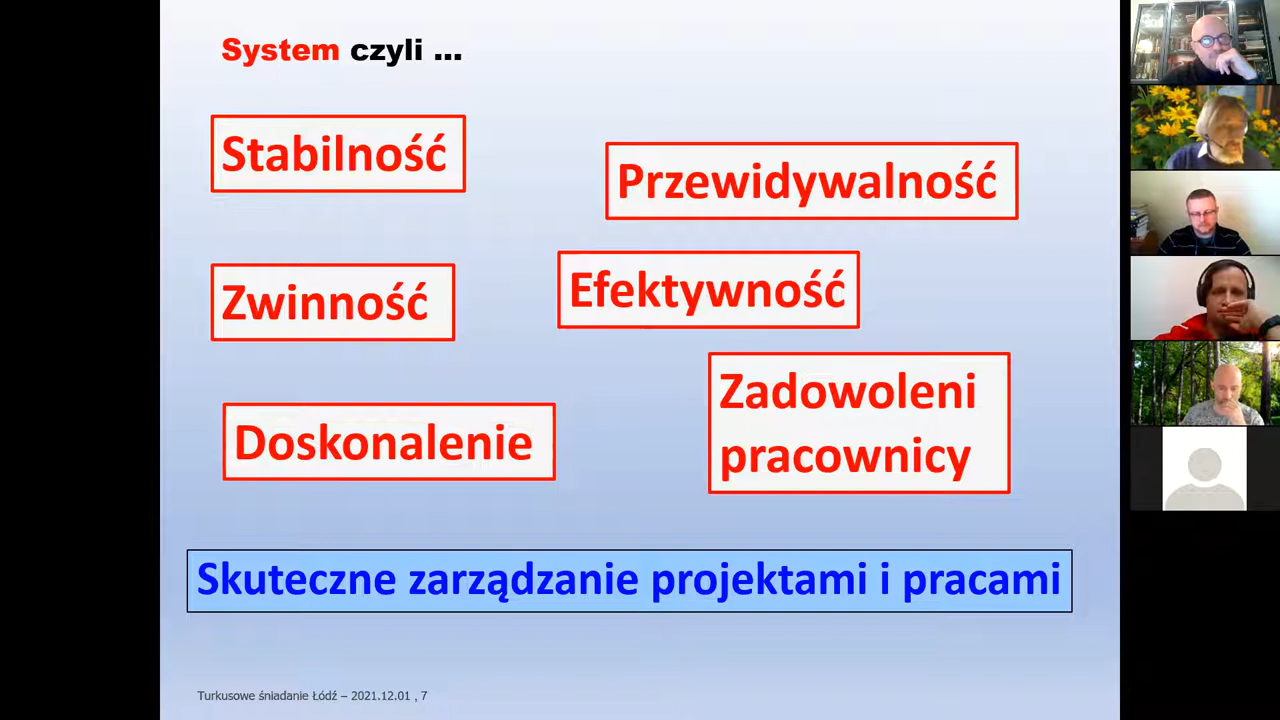 System czyli ...
Stabilność
Przewidywalność
Zwinność
Efektywność
Zadowoleni
pracownicy
Doskonalenie
Skuteczne zarządzanie projektami i pracami
Turkusowe śniadanie Łódź – 2021.12.01 , 7